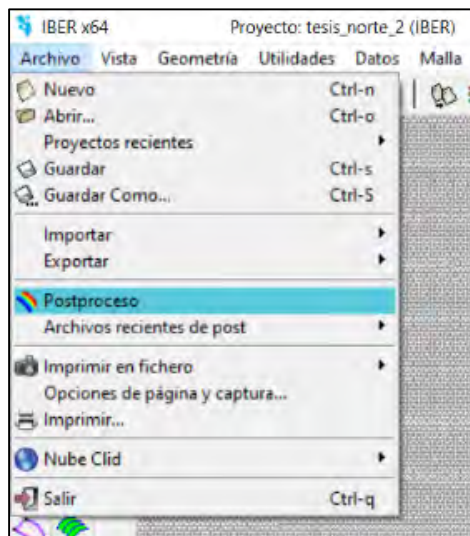 IBER x64 Proyecto: tesis_norte_2 (IBER)
Archivo Vista Geometría Utilidades Datos Malla
Nuevo Ctrl-n
Abrir... Ctrl-o
Proyectos recientes
Guardar Ctrl-s
Guardar Como... Ctrl-S
Importar
Exportar
Postproceso
Archivos recientes de post
Imprimir en fichero
Opciones de página y captura...
Imprimir...
Nube Clid
Salir Ctrl-q